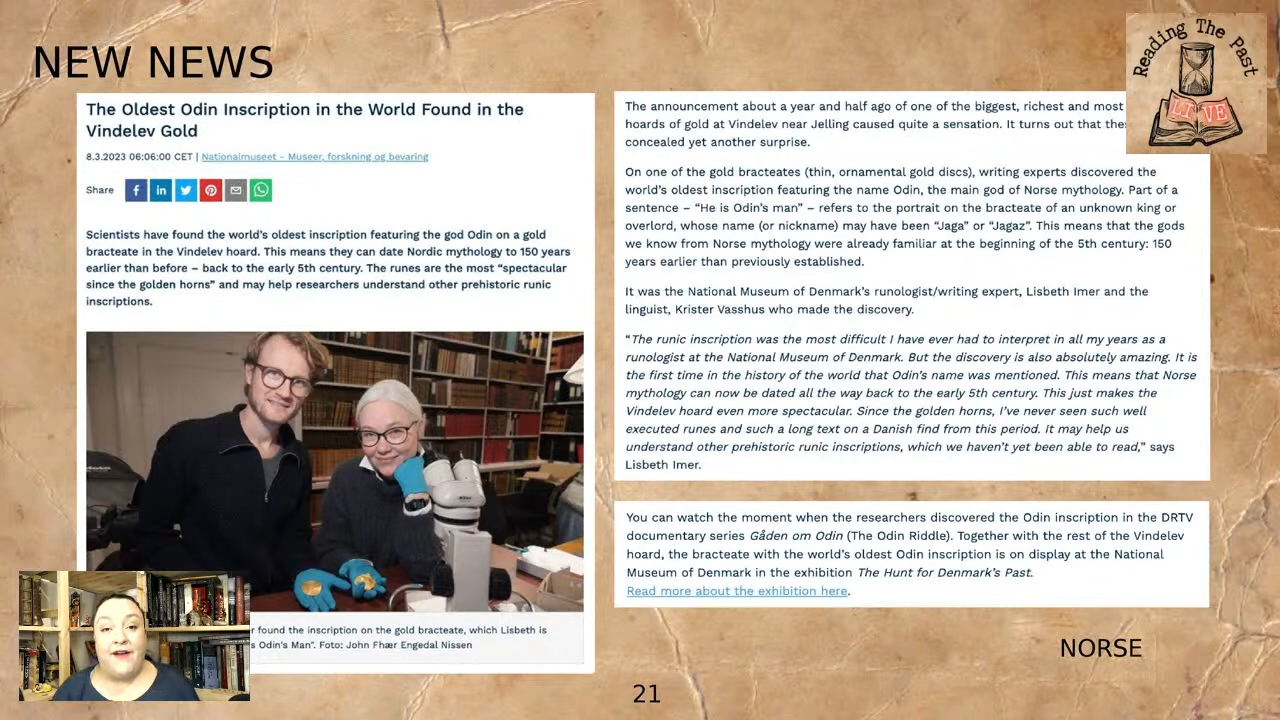 NEW NEWS
Reading The Past
LIVE
The Oldest Odin Inscription in the World Found in the
Vindelev Gold
8.3.2023 06:06:00 CET | Nationalmuseet - Museer, forskning og bevaring
Share
Scientists have found the world's oldest inscription featuring the god Odin on a gold
bracteate in the Vindelev hoard. This means they can date Nordic mythology to 150 years
earlier than before – back to the early 5th century. The runes are the most “spectacular
since the golden horns” and may help researchers understand other prehistoric runic
inscriptions.
r found the inscription on the gold bracteate, which Lisbeth is
s Odin's Man". Foto: John Fhær Engedal Nissen
The announcement about a year and half ago of one of the biggest, richest and most
hoards of gold at Vindelev near Jelling caused quite a sensation. It turns out that
concealed yet another surprise.
On one of the gold bracteates (thin, ornamental gold discs), writing experts discovered the
world's oldest inscription featuring the name Odin, the main god of Norse mythology. Part of a
sentence – “He is Odin's man” – refers to the portrait on the bracteate of an unknown king or
overlord, whose name (or nickname) may have been “Jaga” or “Jagaz”. This means that the gods
we know from Norse mythology were already familiar at the beginning of the 5th century: 150
years earlier than previously established.
It was the National Museum of Denmark's runologist/writing expert, Lisbeth Imer and the
linguist, Krister Vasshus who made the discovery.
“The runic inscription was the most difficult I have ever had to interpret in all my years as a
runologist at the National Museum of Denmark. But the discovery is also absolutely amazing. It is
the first time in the history of the world that Odin's name was mentioned. This means that Norse
mythology can now be dated all the way back to the early 5th century. This just makes the
Vindelev hoard even more spectacular. Since the golden horns, I've never seen such well
executed runes and such a long text on a Danish find from this period. It may help us
understand other prehistoric runic inscriptions, which we haven't yet been able to read,” says
Lisbeth Imer.
You can watch the moment when the researchers discovered the Odin inscription in the DRTV
documentary series Gåden om Odin (The Odin Riddle). Together with the rest of the Vindelev
hoard, the bracteate with the world's oldest Odin inscription is on display at the National
Museum of Denmark in the exhibition The Hunt for Denmark's Past.
Read more about the exhibition here.
NORSE
21